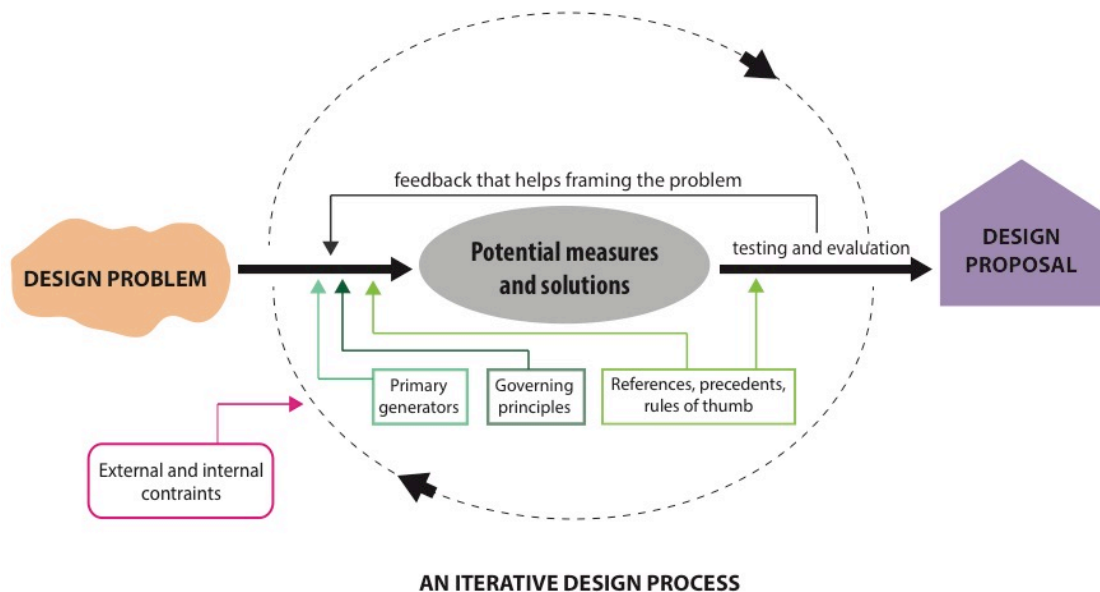 feedback that helps framing the problem
DESIGN PROBLEM
Potential measures
and solutions
testing and evaluation
DESIGN
PROPOSAL
Primary
generators
Governing
principles
References, precedents,
rules of thumb
External and internal
contraints
AN ITERATIVE DESIGN PROCESS